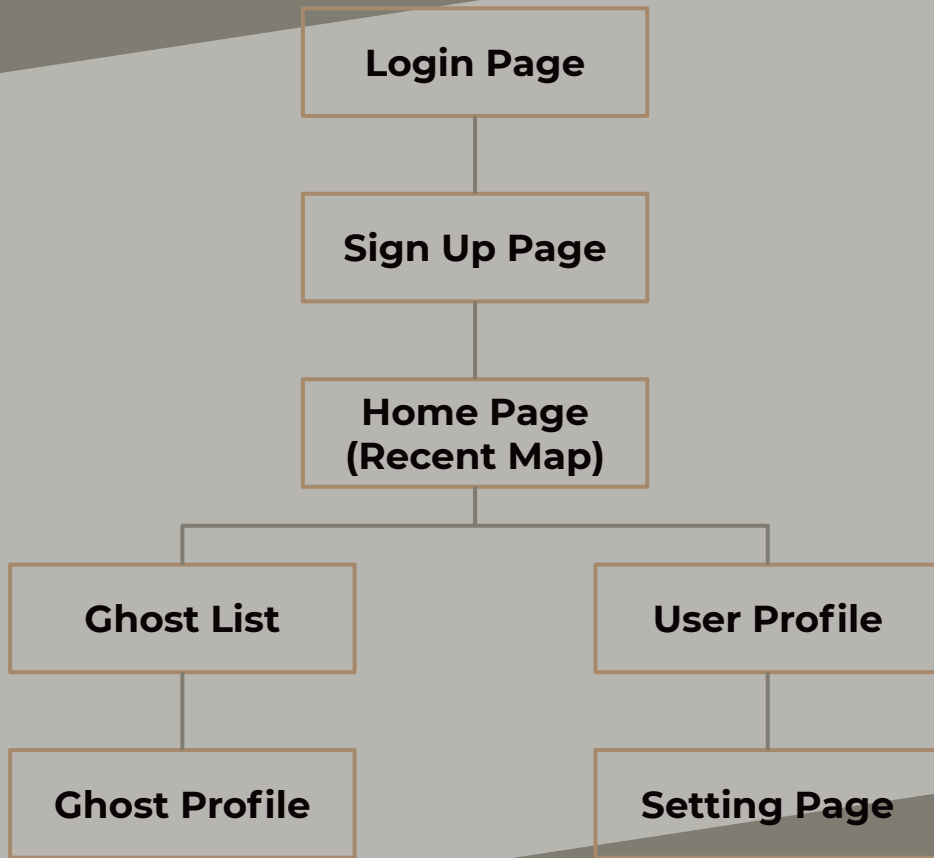 Login Page
Sign Up Page
Home Page
(Recent Map)
Ghost List
User Profile
Ghost Profile
Setting Page